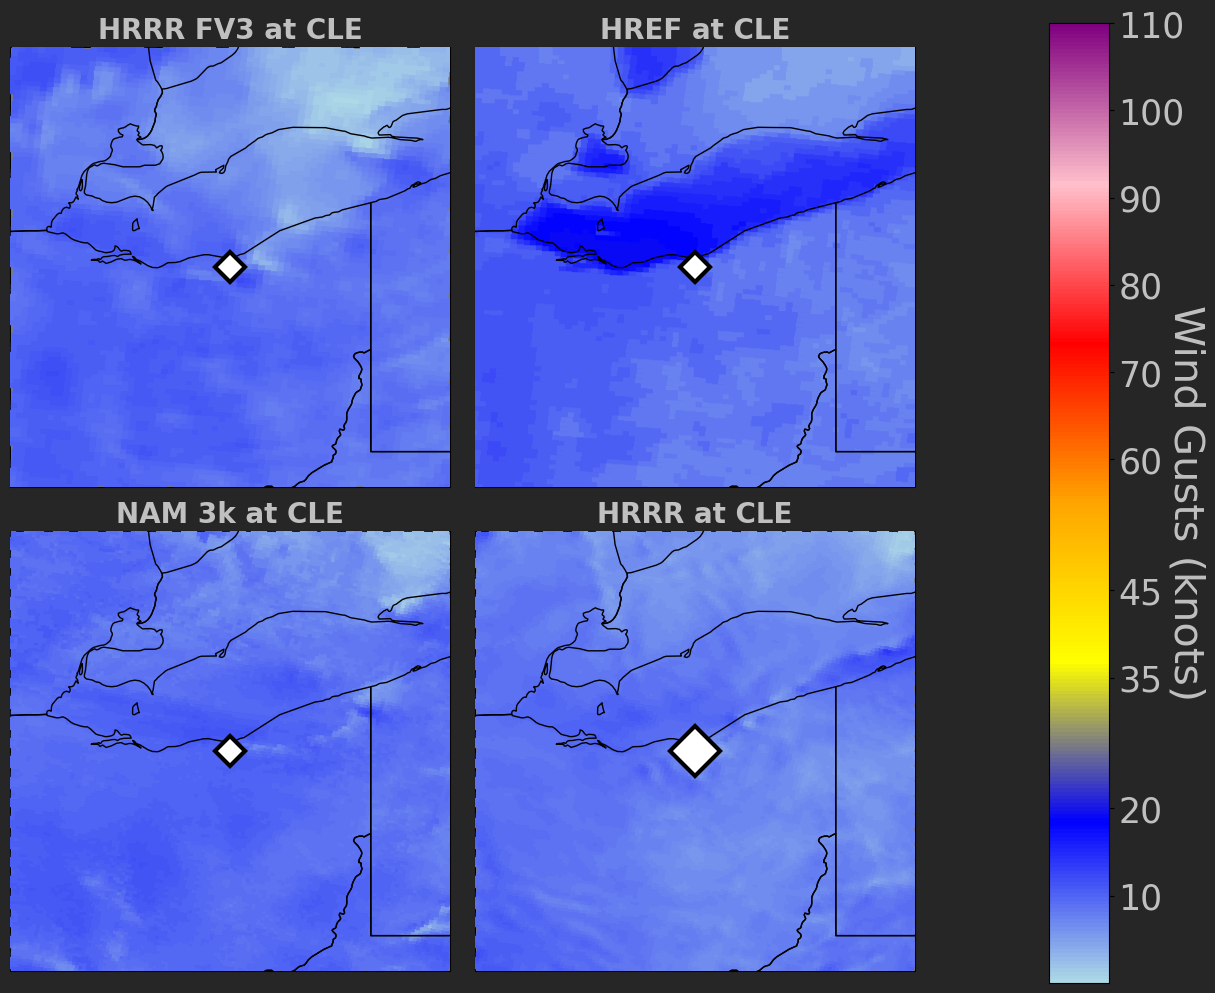 HRRR FV3 at CLE
HREF at CLE
NAM 3k at CLE
HRRR at CLE
110
100
90
80
70
60
45
35
20
10
Wind Gusts (knots)